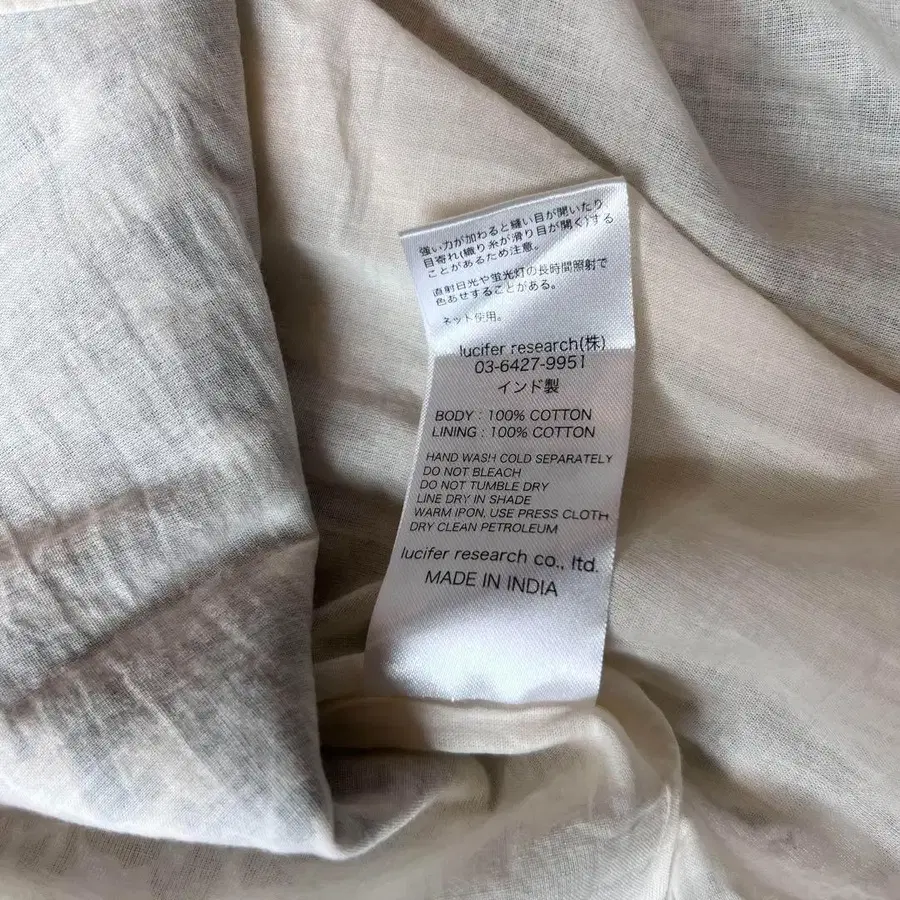 強い力が加わると縫い目が開いたり
目寄れ(織り糸が滑り目が開く)する
ことがあるため注意。
直射日光や蛍光灯の長時間照射で
色あせすることがある。
ネット使用。
lucifer research(株)
03-6427-9951
インド製
BODY : 100% COTTON
LINING : 100% COTTON
HAND WASH COLD SEPARATELY
DO NOT BLEACH
DO NOT TUMBLE DRY
LINE DRY IN SHADE
WARM IPON, USE PRESS CLOTH
DRY CLEAN PETROLEUM
lucifer research co., ltd.
MADE IN INDIA